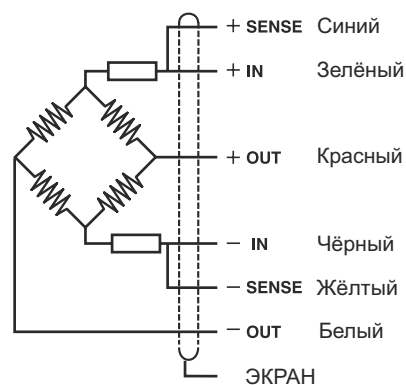 + SENSE Синий
+ IN Зелёный
+ OUT Красный
− IN Чёрный
− SENSE Жёлтый
− OUT Белый
ЭКРАН